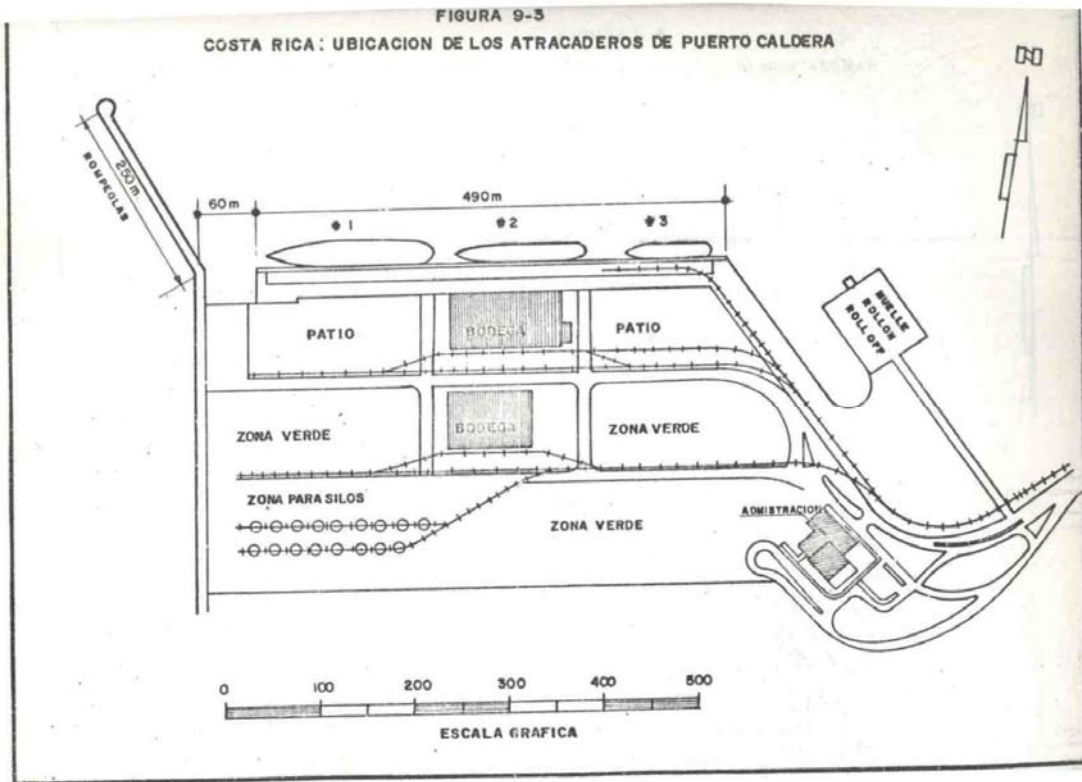 FIGURA 9-3
COSTA RICA: UBICACION DE LOS ATRACADEROS DE PUERTO CALDERA
N
250m
ROMPEOLAS
60m
490m
#1
#2
#3
MUELLE
ROLLON
ROLL OFF
PATIO
BODEGA
PATIO
ZONA VERDE
BODEGA
ZONA VERDE
ZONA PARA SILOS
ZONA VERDE
ADMISTRACION
0 100 200 300 400 500
ESCALA GRAFICA